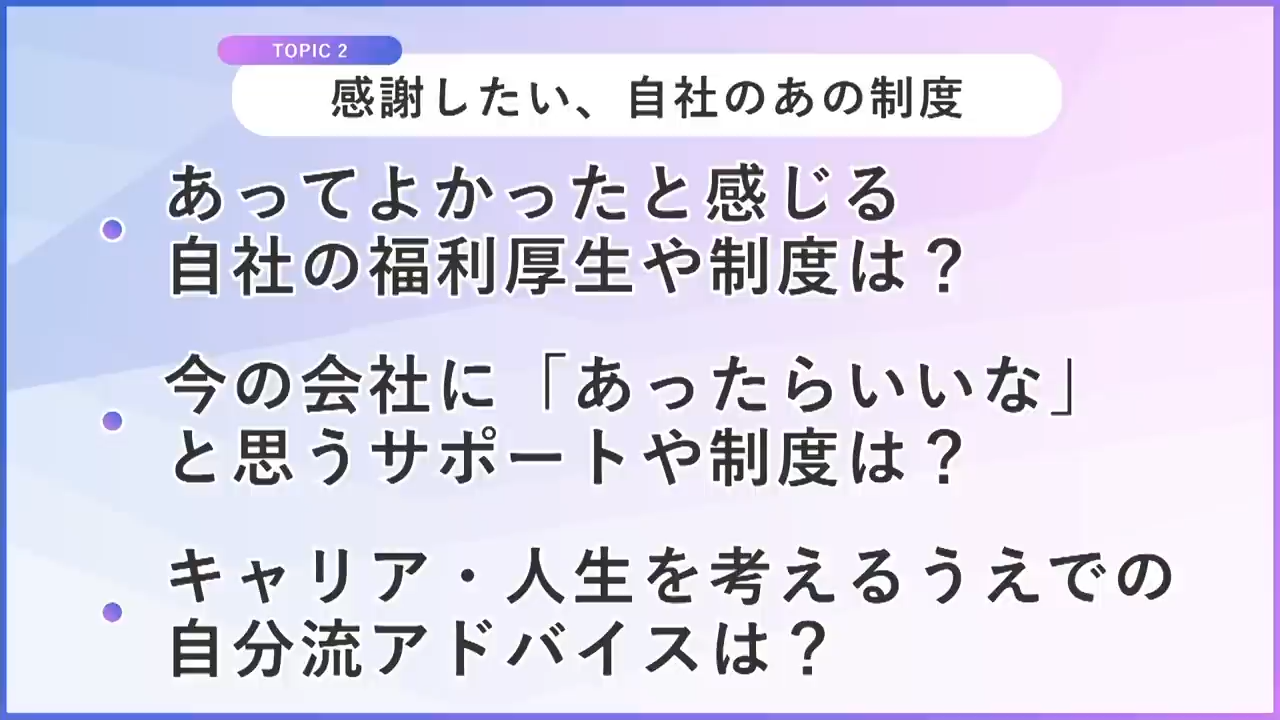 TOPIC 2
感謝したい、自社のあの制度
あってよかったと感じる
自社の福利厚生や制度は？
今の会社に「あったらいいな」
と思うサポートや制度は？
キャリア・人生を考えるうえでの
自分流アドバイスは？